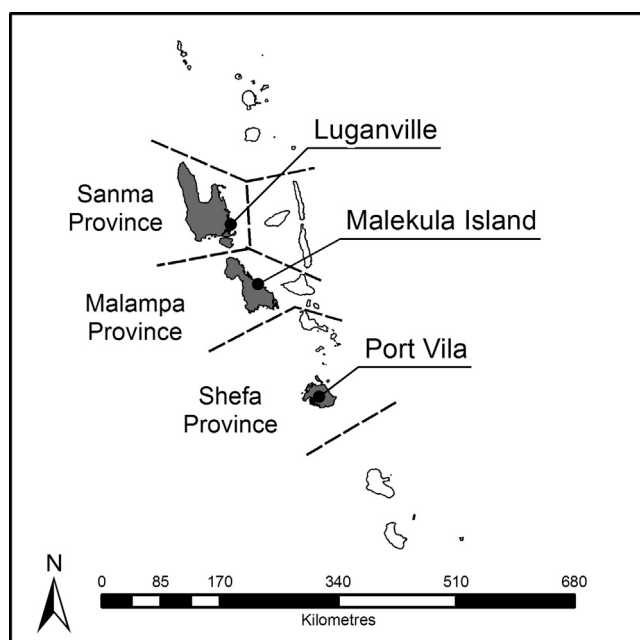 Luganville
Sanma
Province
Malekula Island
Malampa
Province
Port Vila
Shefa
Province
N
0 85 170 340 510 680
Kilometres